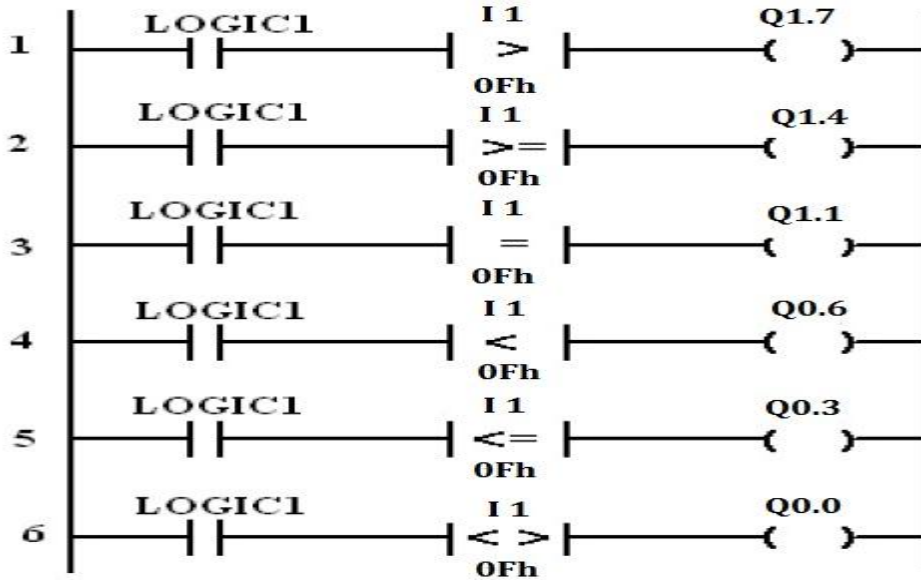 I 1
LOGIC1 Q1.7
1 >
0Fh
LOGIC1 I 1 Q1.4
2 >=
0Fh
LOGIC1 I 1 Q1.1
3 =
0Fh
LOGIC1 I 1 Q0.6
4 <
0Fh
LOGIC1 I 1 Q0.3
5 <=
0Fh
LOGIC1 I 1 Q0.0
6 < >
0Fh